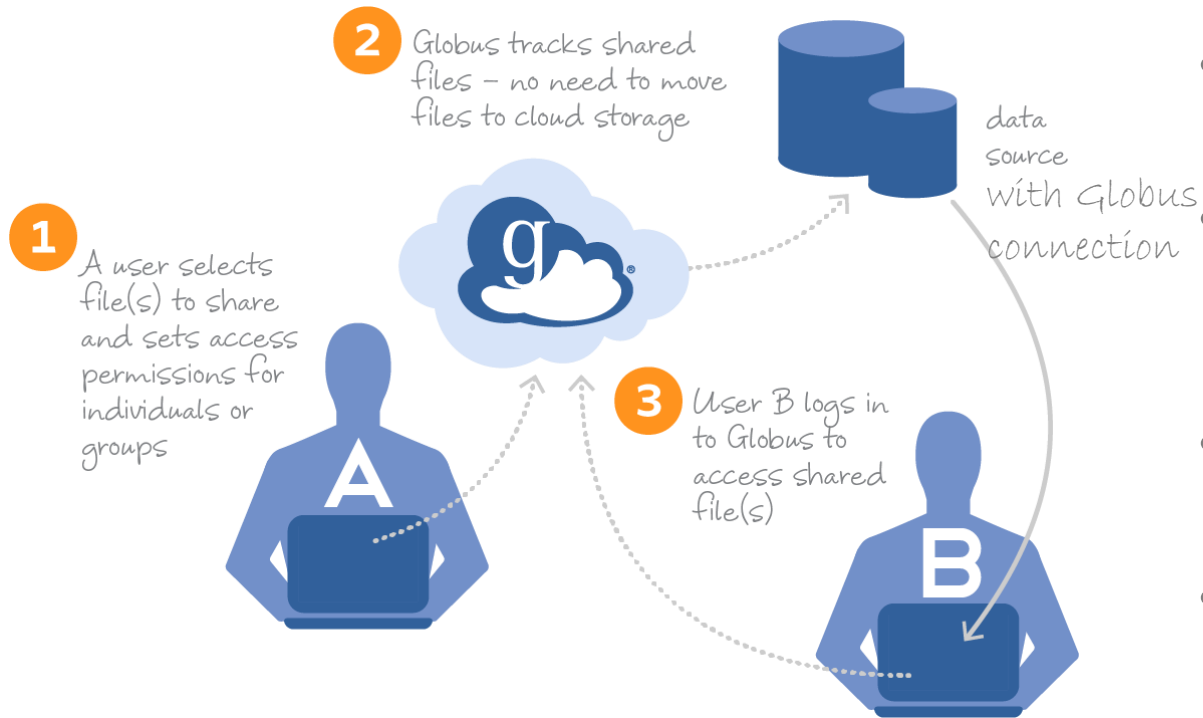 1
A user selects
file(s) to share
and sets access
permissions for
individuals or
groups
2
Globus tracks shared
files – no need to move
files to cloud storage
g
®
data
source
with Globus
connection
3
User B logs in
to Globus to
access shared
file(s)
A
B